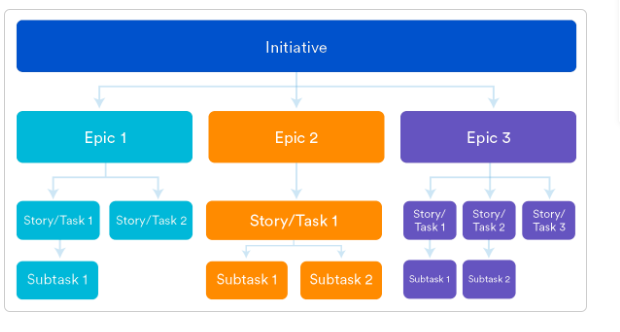 Initiative
Epic 1
Epic 2
Epic 3
Story/Task 1
Story/Task 2
Story/Task 1
Story/
Task 1
Story/
Task 2
Story/
Task 3
Subtask 1
Subtask 1
Subtask 2
Subtask 1
Subtask 2